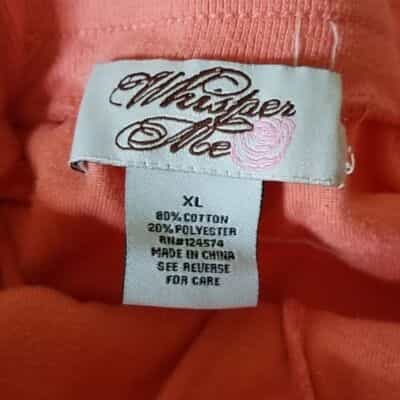 Whisper
Me
XL
80% COTTON
20% POLYESTER
RN#124574
MADE IN CHINA
SEE REVERSE
FOR CARE